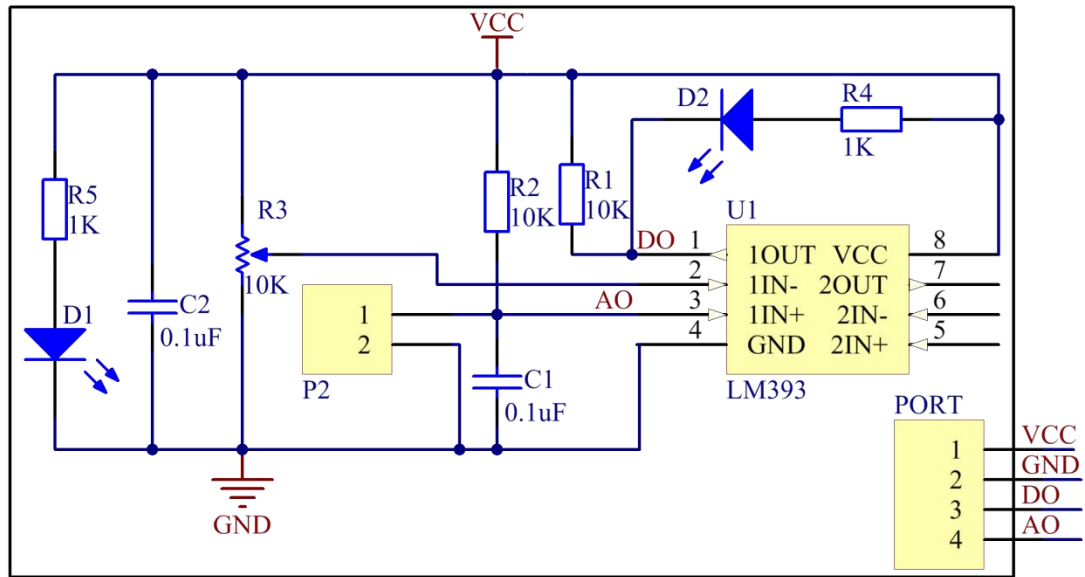 VCC
D2
R4
1K
R5
1K
R3
10K
R2
10K
R1
10K
U1
DO
1
1OUT
VCC
8
2
1IN-
2OUT
7
AO
3
1IN+
2IN-
6
4
GND
2IN+
5
LM393
D1
C2
0.1uF
1
2
P2
C1
0.1uF
GND
PORT
1
VCC
2
GND
3
DO
4
AO